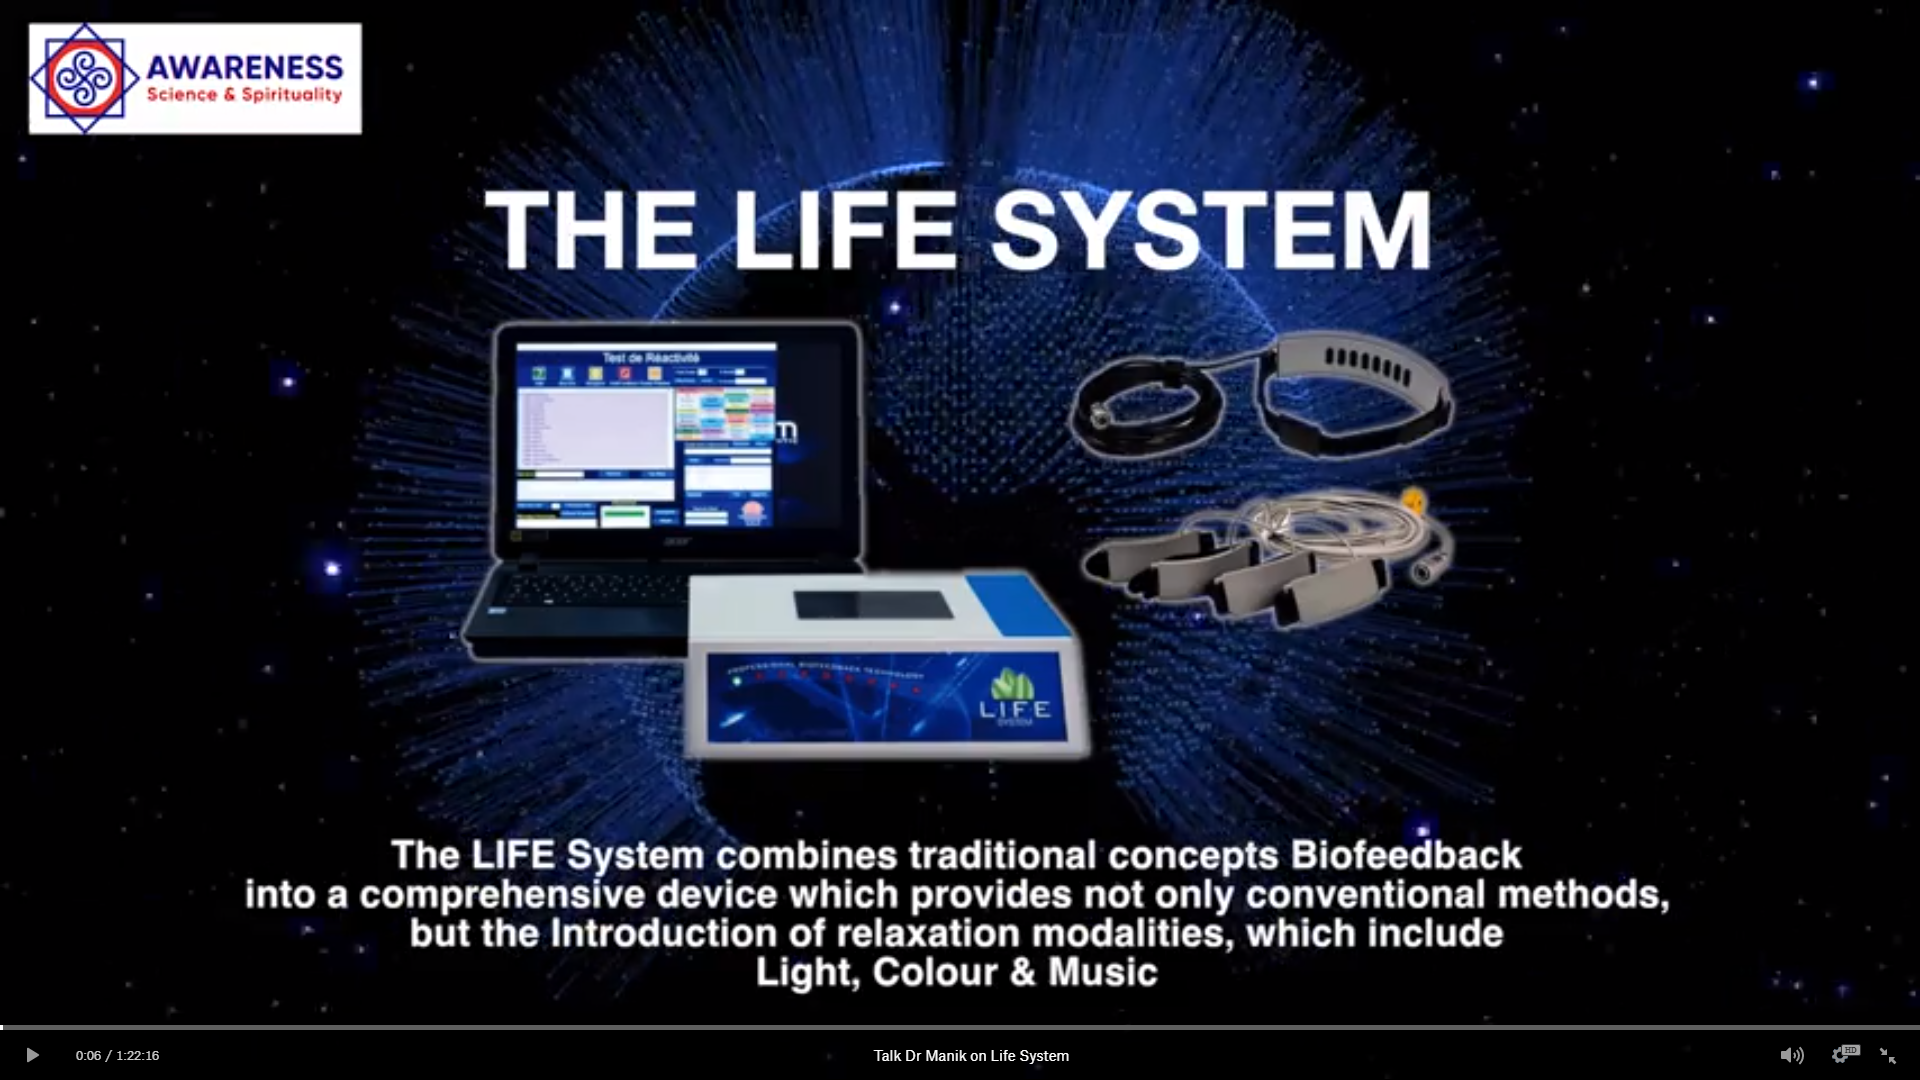 AWARENESS
Science & Spirituality
THE LIFE SYSTEM
Test de Réactivité
acer
PROFESSIONAL BIOFEEDBACK TECHNOLOGY
LIFE
SYSTEM
The LIFE System combines traditional concepts Biofeedback
into a comprehensive device which provides not only conventional methods,
but the Introduction of relaxation modalities, which include
Light, Colour & Music
0:06 / 1:22:16
Talk Dr Manik on Life System
HD